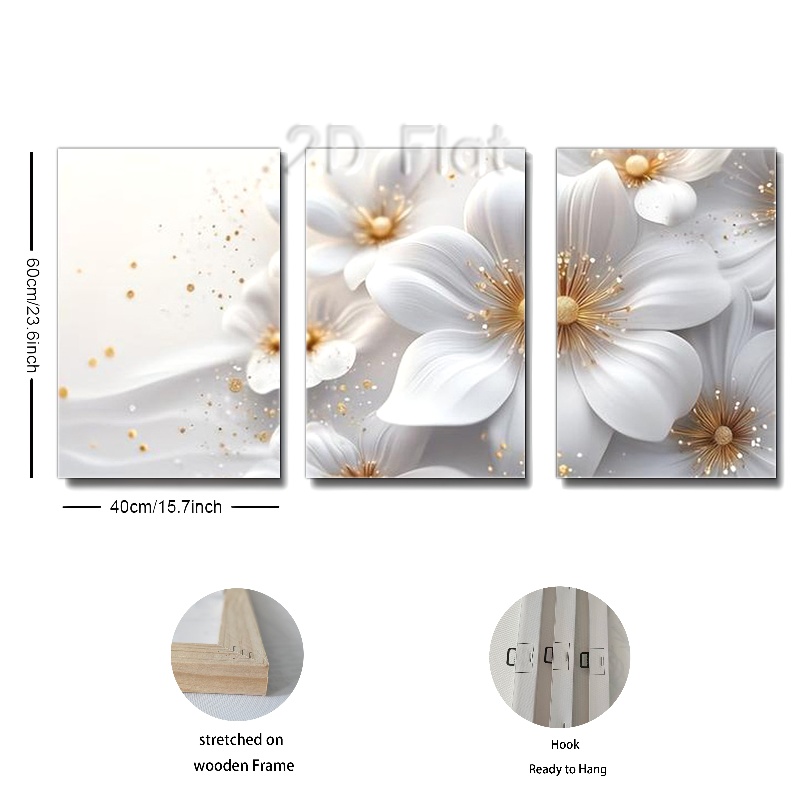 2D Flat
60cm/23.6inch
40cm/15.7inch
stretched on
wooden Frame
Hook
Ready to Hang